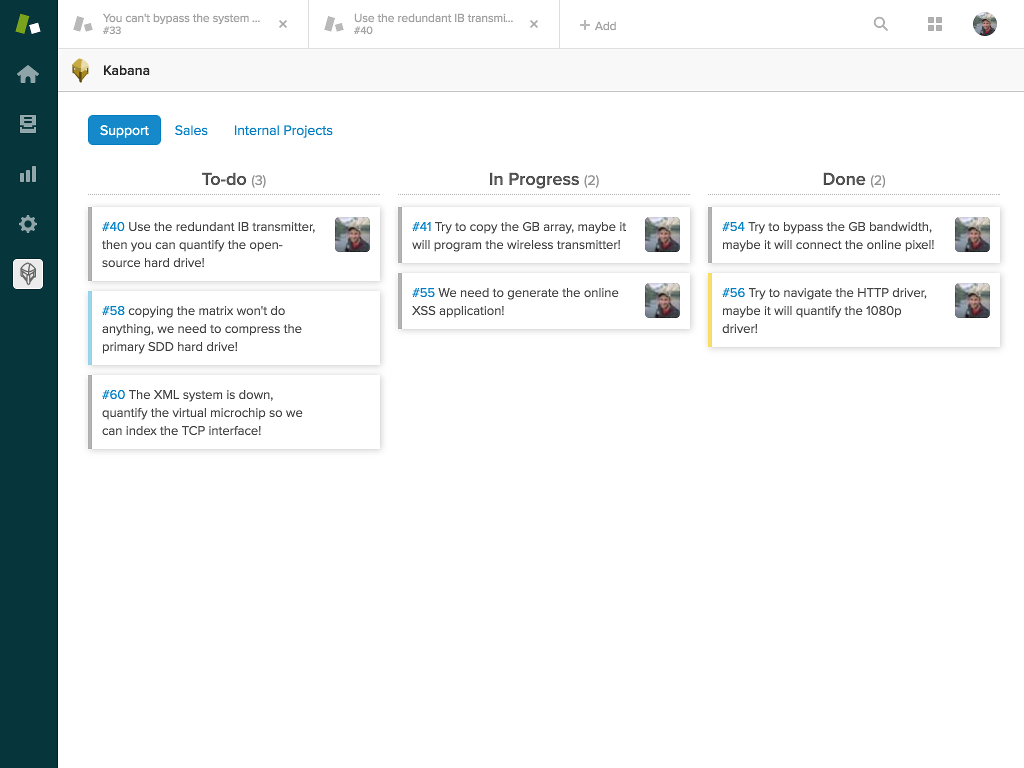 You can't bypass the system ...
#33
Use the redundant IB transmi...
#40
+ Add
Kabana
Support
Sales
Internal Projects
To-do (3)
#40 Use the redundant IB transmitter,
then you can quantify the open-
source hard drive!
#58 copying the matrix won't do
anything, we need to compress the
primary SDD hard drive!
#60 The XML system is down,
quantify the virtual microchip so we
can index the TCP interface!
In Progress (2)
#41 Try to copy the GB array, maybe it
will program the wireless transmitter!
#55 We need to generate the online
XSS application!
Done (2)
#54 Try to bypass the GB bandwidth,
maybe it will connect the online pixel!
#56 Try to navigate the HTTP driver,
maybe it will quantify the 1080p
driver!